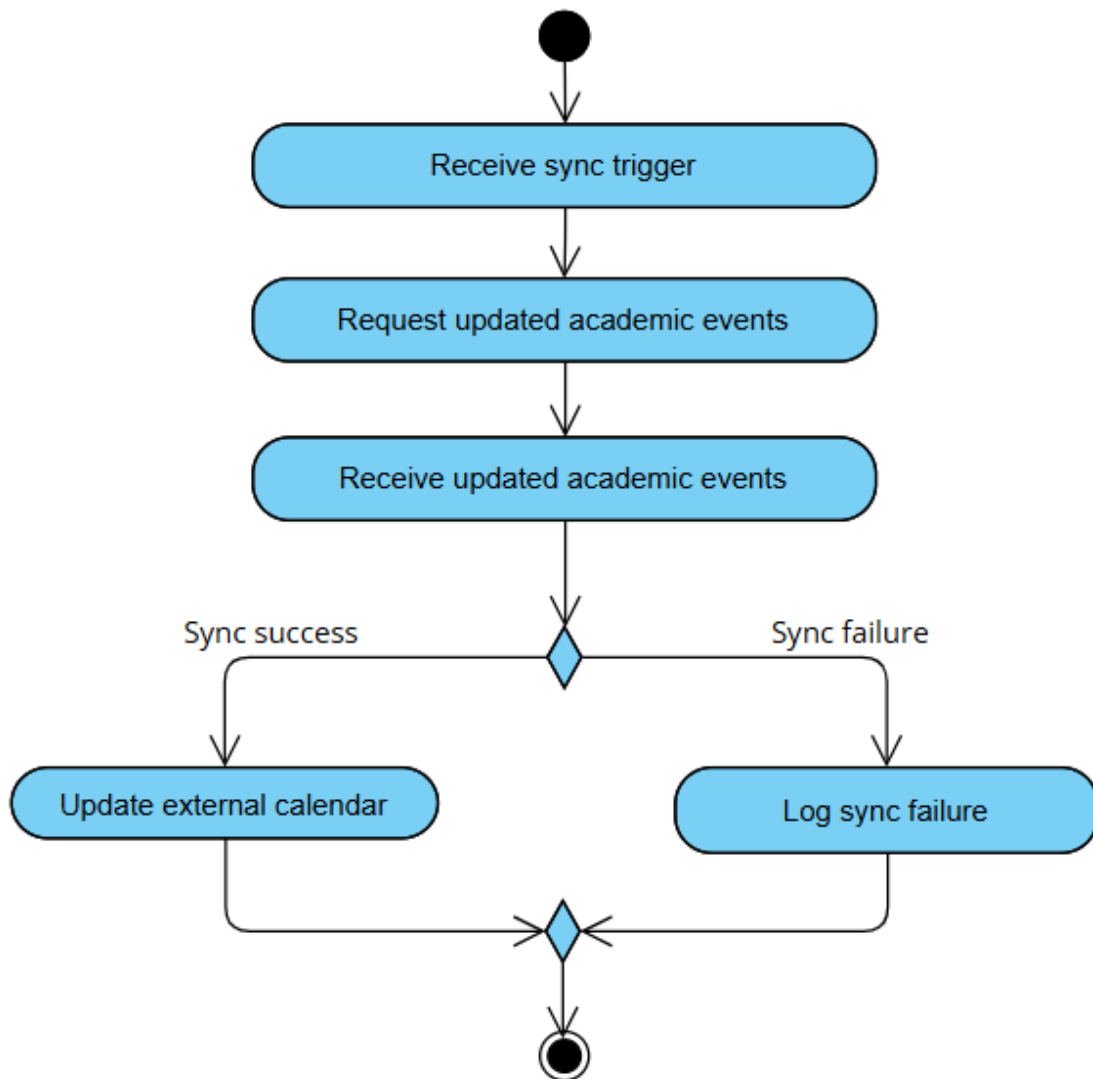 Receive sync trigger
Request updated academic events
Receive updated academic events
Sync success
Sync failure
Update external calendar
Log sync failure